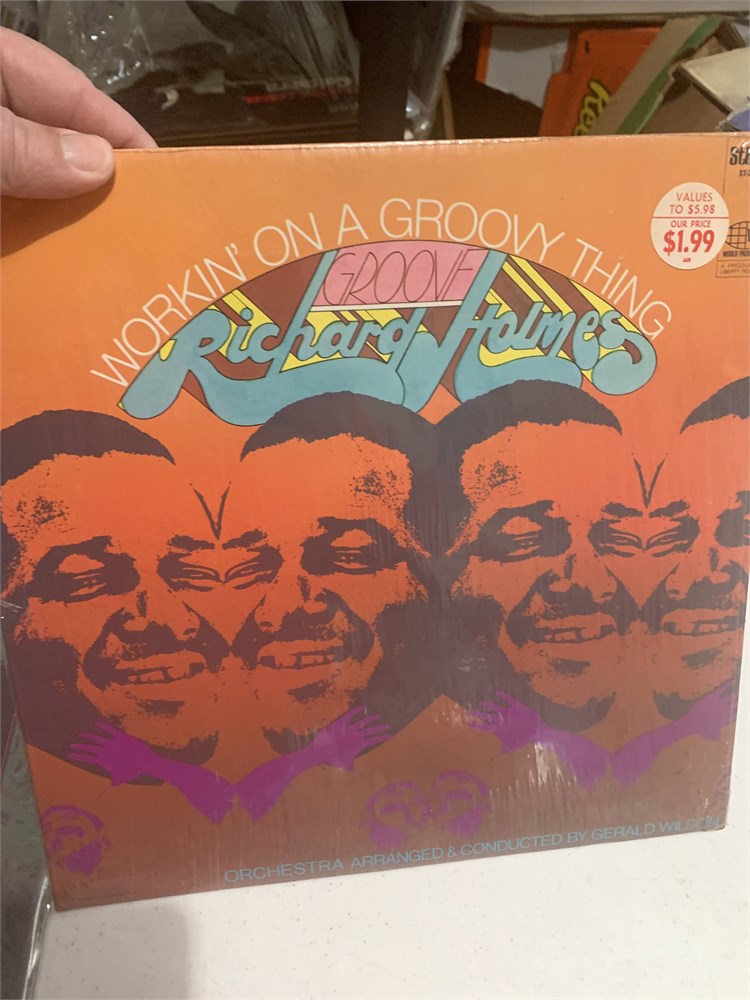 WORKIN' ON A GROOVY THING
GROOVE
Richard Holmes
VALUES
TO $5.98
OUR PRICE
$1.99
ORCHESTRA ARRANGED & CONDUCTED BY GERALD WILSON